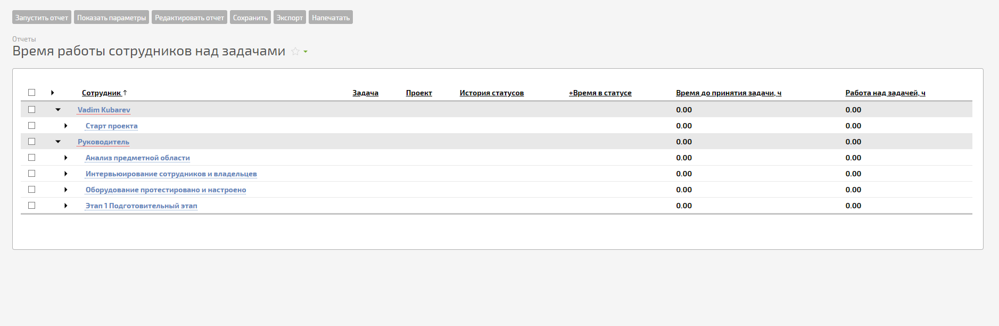 Запустить отчет Показать параметры Редактировать отчет Сохранить Экспорт Напечатать
Отчеты
Время работы сотрудников над задачами
Сотрудник ↑ Задача Проект История статусов +Время в статусе Время до принятия задачи, ч Работа над задачей, ч
Vadim Kubarev 0.00 0.00
Старт проекта 0.00 0.00
Руководитель 0.00 0.00
Анализ предметной области 0.00 0.00
Интервьюирование сотрудников и владельцев 0.00 0.00
Оборудование протестировано и настроено 0.00 0.00
Этап 1 Подготовительный этап 0.00 0.00